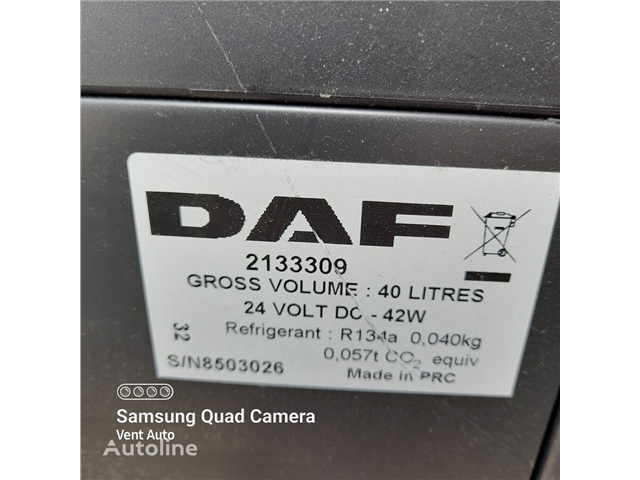 DAF
2133309
GROSS VOLUME : 40 LITRES
24 VOLT DC - 42W
Refrigerant : R134a 0,040kg
0,057t CO₂ equiv
32
S/N8503026
Made in PRC
Samsung Quad Camera
Vent Auto
Autoline